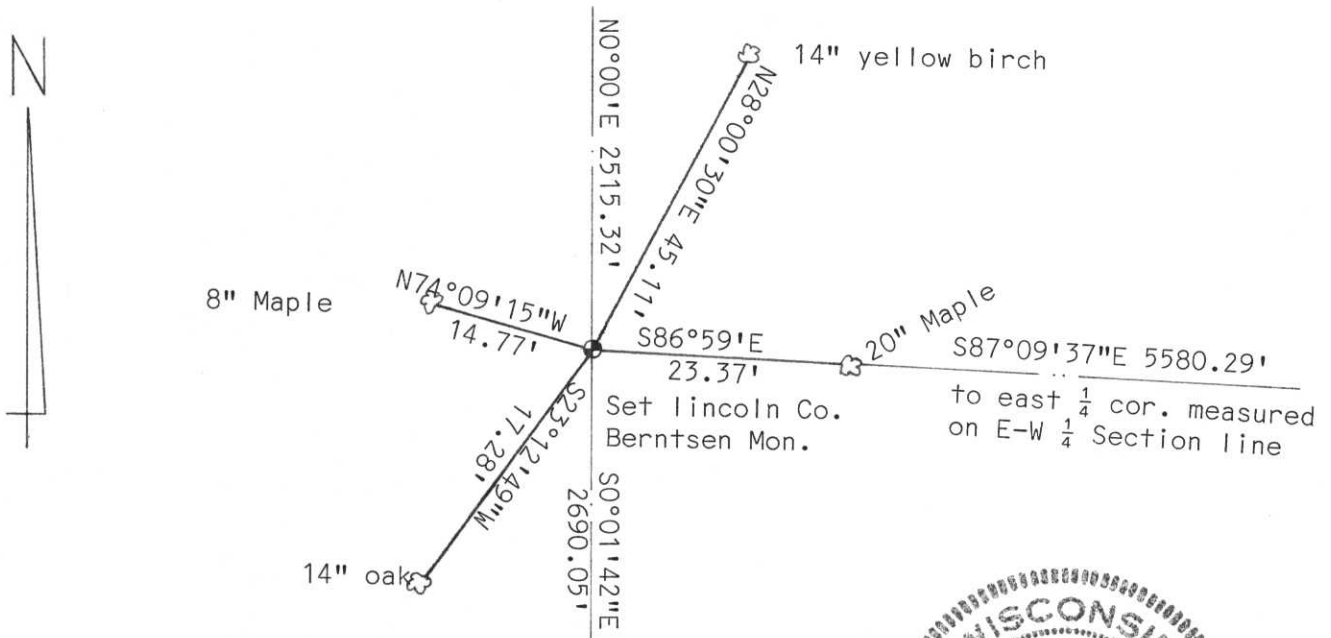 N
N0°00'E 2515.32'
14" yellow birch
N28°00'30"E 45.11'
8" Maple
N74°09'15"W
14.77'
20" Maple
S86°59'E
23.37'
S87°09'37"E 5580.29'
to east 1/4 cor. measured
on E-W 1/4 Section line
Set lincoln Co.
Berntsen Mon.
S23°12'49"W
17.28'
S0°01'42"E
2690.05'
14" oak
WISCONSI